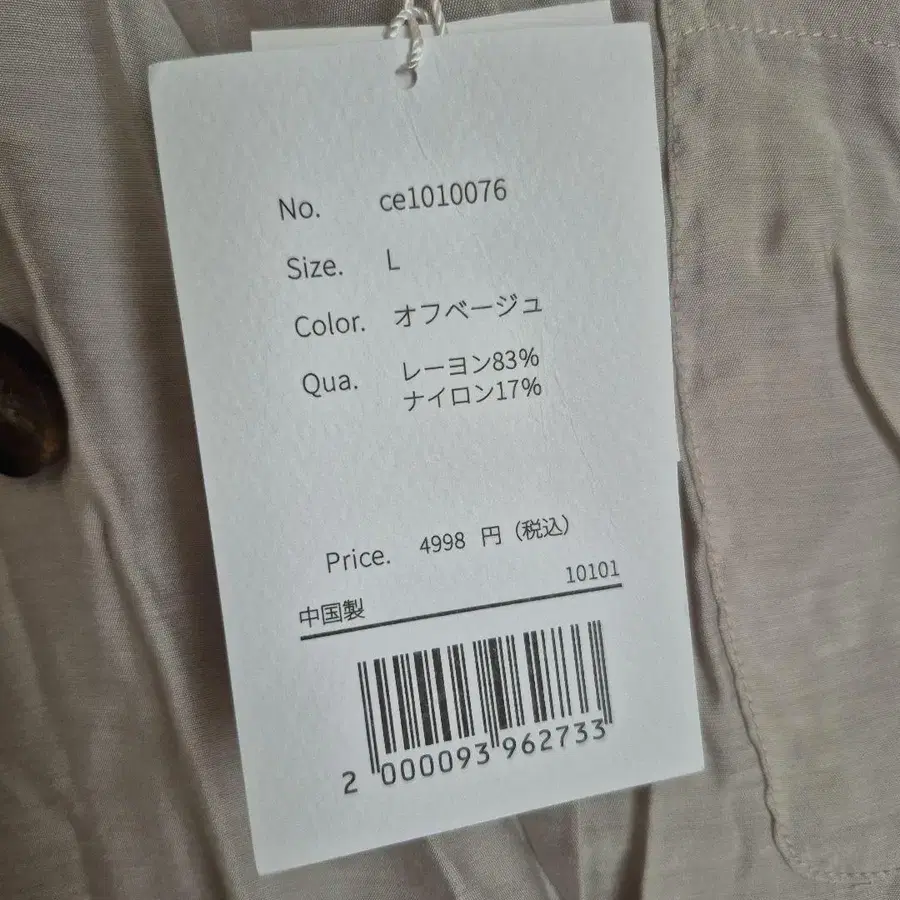 No. ce1010076
Size. L
Color. オフベージュ
Qua. レーヨン83%
ナイロン17%
Price. 4998 円（税込）
中国製 10101
2 000093 962733